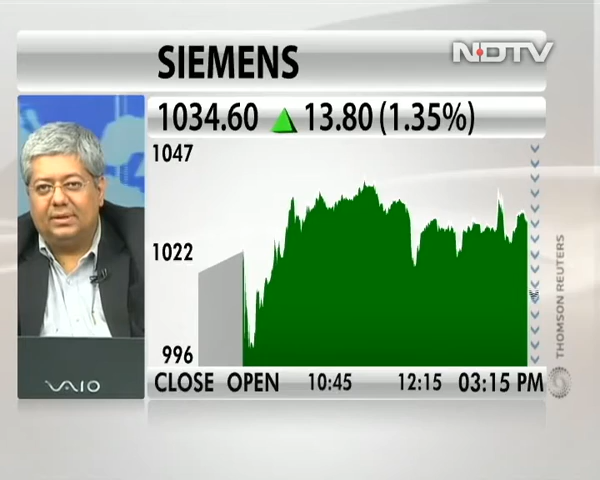 SIEMENS
NDTV
1034.60 ▲ 13.80 (1.35%)
1047
1022
996
CLOSE OPEN 10:45 12:15 03:15 PM
THOMSON REUTERS
VAIO